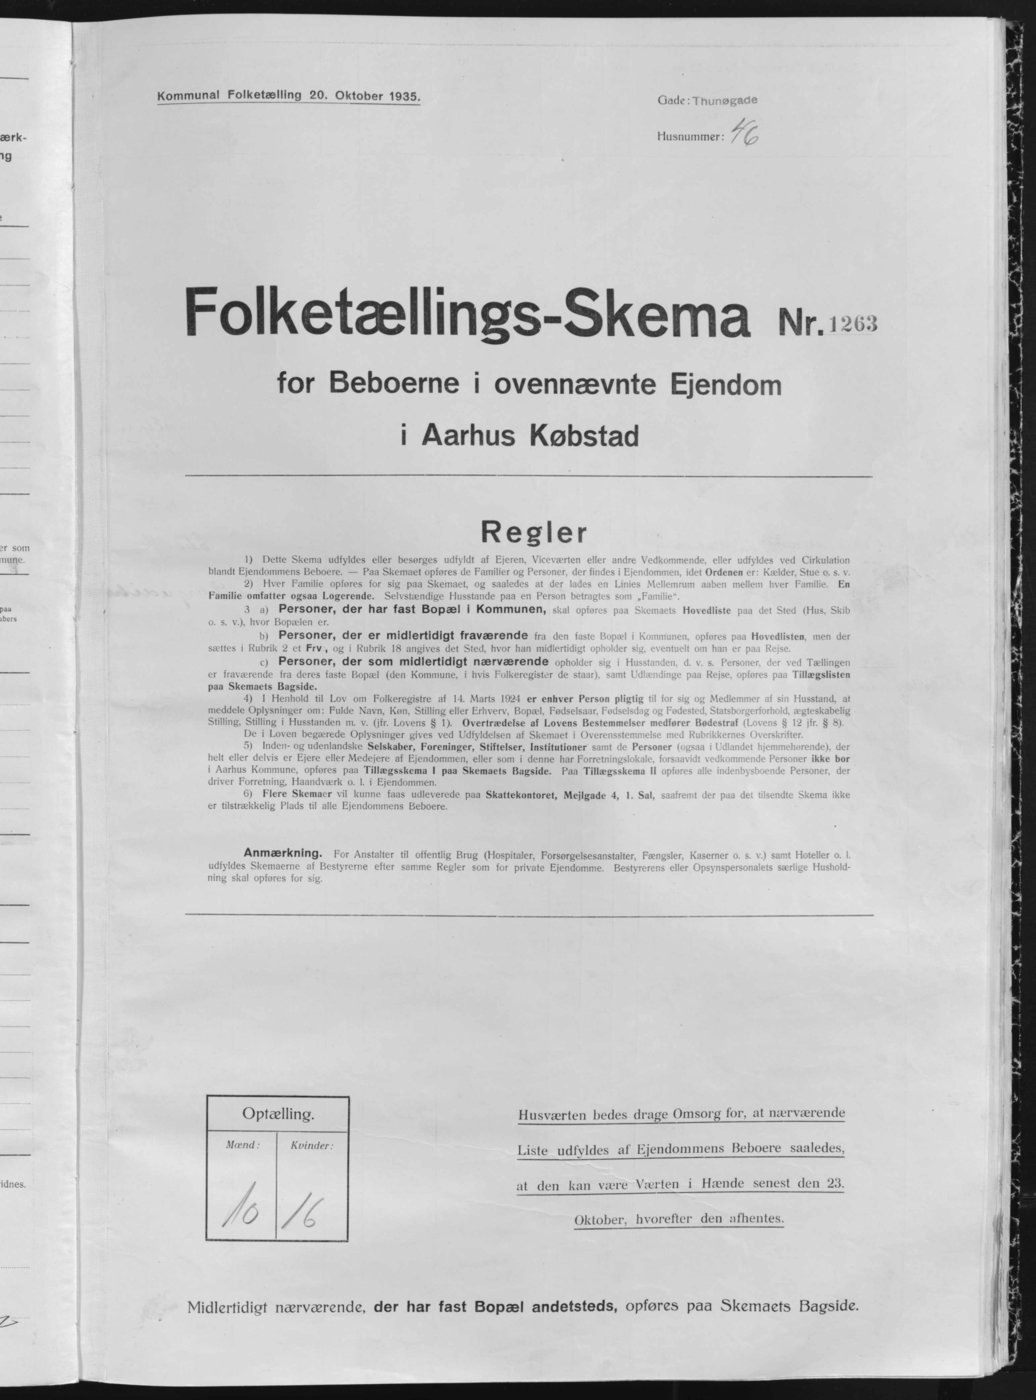 Kommunal Folketælling 20. Oktober 1935.
Gade: Thunøgade
Husnummer: 46
Folketællings-Skema Nr. 1263
for Beboerne i ovennævnte Ejendom
i Aarhus Købstad
Regler
1) Dette Skema udfyldes eller besørges udfyldt af Ejeren, Viceværten eller andre Vedkommende, eller udfyldes ved Cirkulation
blandt Ejendommens Beboere. — Paa Skemaet opføres de Familier og Personer, der findes i Ejendommen, idet Ordenen er: Kælder, Stue o. s. v.
2) Hver Familie opføres for sig paa Skemaet, og saaledes at der lades en Linies Mellemrum aaben mellem hver Familie. En
Familie omfatter ogsaa Logerende. Selvstændige Husstande paa en Person betragtes som „Familie“.
3 a) Personer, der har fast Bopæl i Kommunen, skal opføres paa Skemaets Hovedliste paa det Sted (Hus, Skib
o. s. v.), hvor Bopælen er.
b) Personer, der er midlertidigt fraværende fra den faste Bopæl i Kommunen, opføres paa Hovedlisten, men der
sættes i Rubrik 2 et Frv., og i Rubrik 18 angives det Sted, hvor han midlertidigt opholder sig, eventuelt om han er paa Rejse.
c) Personer, der som midlertidigt nærværende opholder sig i Husstanden, d. v. s. Personer, der ved Tællingen
er fraværende fra deres faste Bopæl (den Kommune, i hvis Folkeregister de staar), samt Udlændinge paa Rejse, opføres paa Tillægslisten
paa Skemaets Bagside.
4) I Henhold til Lov om Folkeregistre af 14. Marts 1924 er enhver Person pligtig til for sig og Medlemmer af sin Husstand, at
meddele Oplysninger om: Fulde Navn, Køn, Stilling eller Erhverv, Bopæl, Fødselsaar, Fødselsdag og Fødested, Statsborgerforhold, ægteskabelig
Stilling, Stilling i Husstanden m. v. (jfr. Lovens § 1). Overtrædelse af Lovens Bestemmelser medfører Bødestraf (Lovens § 12 jfr. § 8).
De i Loven begærede Oplysninger gives ved Udfyldelsen af Skemaet i Overensstemmelse med Rubrikkernes Overskrifter.
5) Inden- og udenlandske Selskaber, Foreninger, Stiftelser, Institutioner samt de Personer (ogsaa i Udlandet hjemmehørende), der
helt eller delvis er Ejere eller Medejere af Ejendommen, eller som i denne har Forretningslokale, forsaavidt vedkommende Personer ikke bor
i Aarhus Kommune, opføres paa Tillægsskema I paa Skemaets Bagside. Paa Tillægsskema II opføres alle indenbysboende Personer, der
driver Forretning, Haandværk o. l. i Ejendommen.
6) Flere Skemaer vil kunne faas udleverede paa Skattekontoret, Mejlgade 4, 1. Sal, saafremt der paa det tilsendte Skema ikke
er tilstrækkelig Plads til alle Ejendommens Beboere.
Anmærkning. For Anstalter til offentlig Brug (Hospitaler, Forsørgelsesanstalter, Fængsler, Kaserner o. s. v.) samt Hoteller o. l.
udfyldes Skemaerne af Bestyrerne efter samme Regler som for private Ejendomme. Bestyrerens eller Opsynspersonalets særlige Hushold-
ning skal opføres for sig.
Optælling.
Mænd: Kvinder:
10 16
Husværten bedes drage Omsorg for, at nærværende
Liste udfyldes af Ejendommens Beboere saaledes,
at den kan være Værten i Hænde senest den 23.
Oktober, hvorefter den afhentes.
Midlertidigt nærværende, der har fast Bopæl andetsteds, opføres paa Skemaets Bagside.